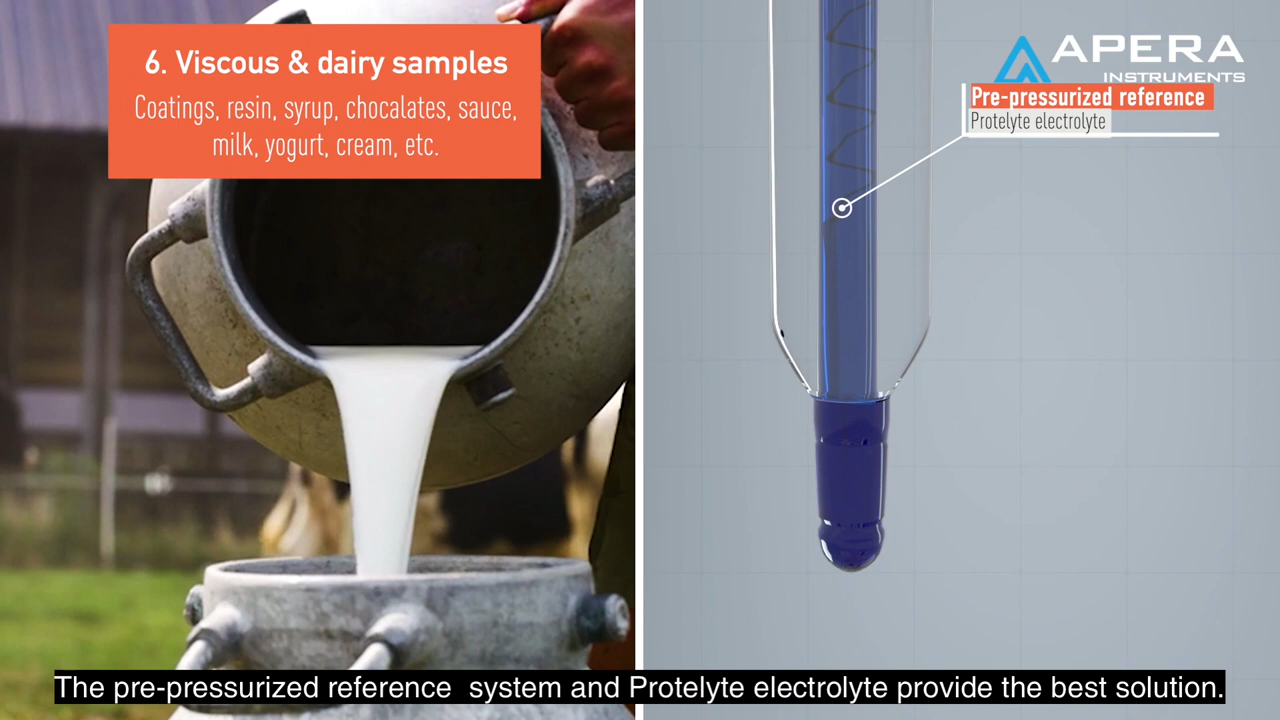 6. Viscous & dairy samples
Coatings, resin, syrup, chocalates, sauce,
milk, yogurt, cream, etc.
APERA
INSTRUMENTS
Pre-pressurized reference
Protelyte electrolyte
The pre-pressurized reference  system and Protelyte electrolyte provide the best solution.